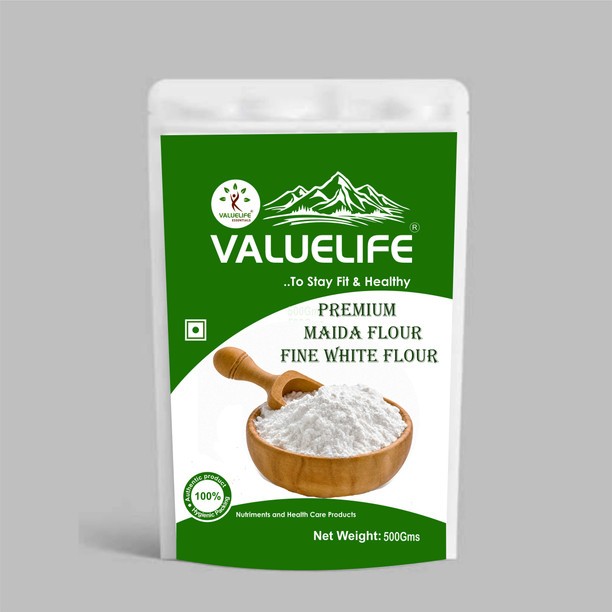 VALUELIFE
ESSENTIALS
VALUELIFE®
..To Stay Fit & Healthy
PREMIUM
MAIDA FLOUR
FINE WHITE FLOUR
Authentic product
100%
Hygienic Packing
Nutriments and Health Care Products
Net Weight: 500Gms